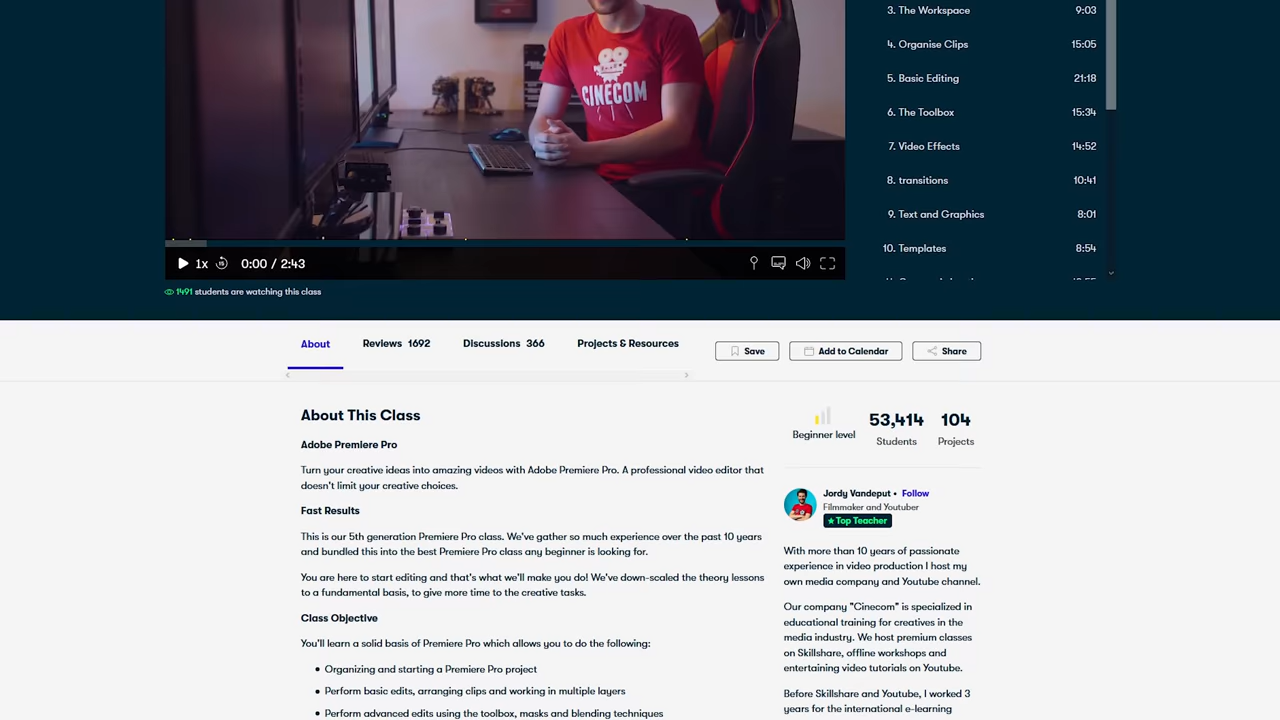 CINECOM
3. The Workspace 9:03
4. Organise Clips 15:05
5. Basic Editing 21:18
6. The Toolbox 15:34
7. Video Effects 14:52
8. transitions 10:41
9. Text and Graphics 8:01
10. Templates 8:54
1x 15 0:00 / 2:43
1491 students are watching this class
About Reviews 1692 Discussions 366 Projects & Resources Save Add to Calendar Share
About This Class
Adobe Premiere Pro
Turn your creative ideas into amazing videos with Adobe Premiere Pro. A professional video editor that
doesn't limit your creative choices.
Fast Results
This is our 5th generation Premiere Pro class. We've gather so much experience over the past 10 years
and bundled this into the best Premiere Pro class any beginner is looking for.
You are here to start editing and that's what we'll make you do! We've down-scaled the theory lessons
to a fundamental basis, to give more time to the creative tasks.
Class Objective
You'll learn a solid basis of Premiere Pro which allows you to do the following:
• Organizing and starting a Premiere Pro project
• Perform basic edits, arranging clips and working in multiple layers
• Perform advanced edits using the toolbox, masks and blending techniques
Beginner level
53,414 104
Students Projects
Jordy Vandeput • Follow
Filmmaker and Youtuber
★ Top Teacher
With more than 10 years of passionate
experience in video production I host my
own media company and Youtube channel.
Our company "Cinecom" is specialized in
educational training for creatives in the
media industry. We host premium classes
on Skillshare, offline workshops and
entertaining video tutorials on Youtube.
Before Skillshare and Youtube, I worked 3
years for the international e-learning